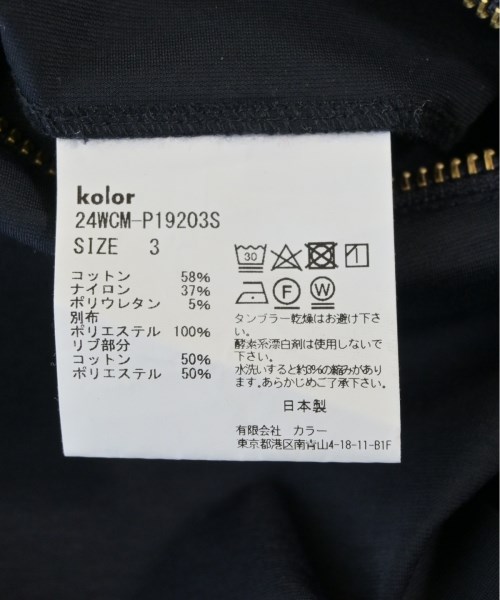 kolor
24WCM-P19203S
SIZE 3
コットン 58%
ナイロン 37%
ポリウレタン 5%
別布
ポリエステル 100%
リブ部分
コットン 50%
ポリエステル 50%
30
F W
タンブラー乾燥はお避け下さ
い。
酵素系漂白剤は使用しないで
下さい。
水洗いすると約3%の縮みがあり
ます。あらかじめご了承下さい。
日本製
有限会社 カラー
東京都港区南青山4-18-11-B1F